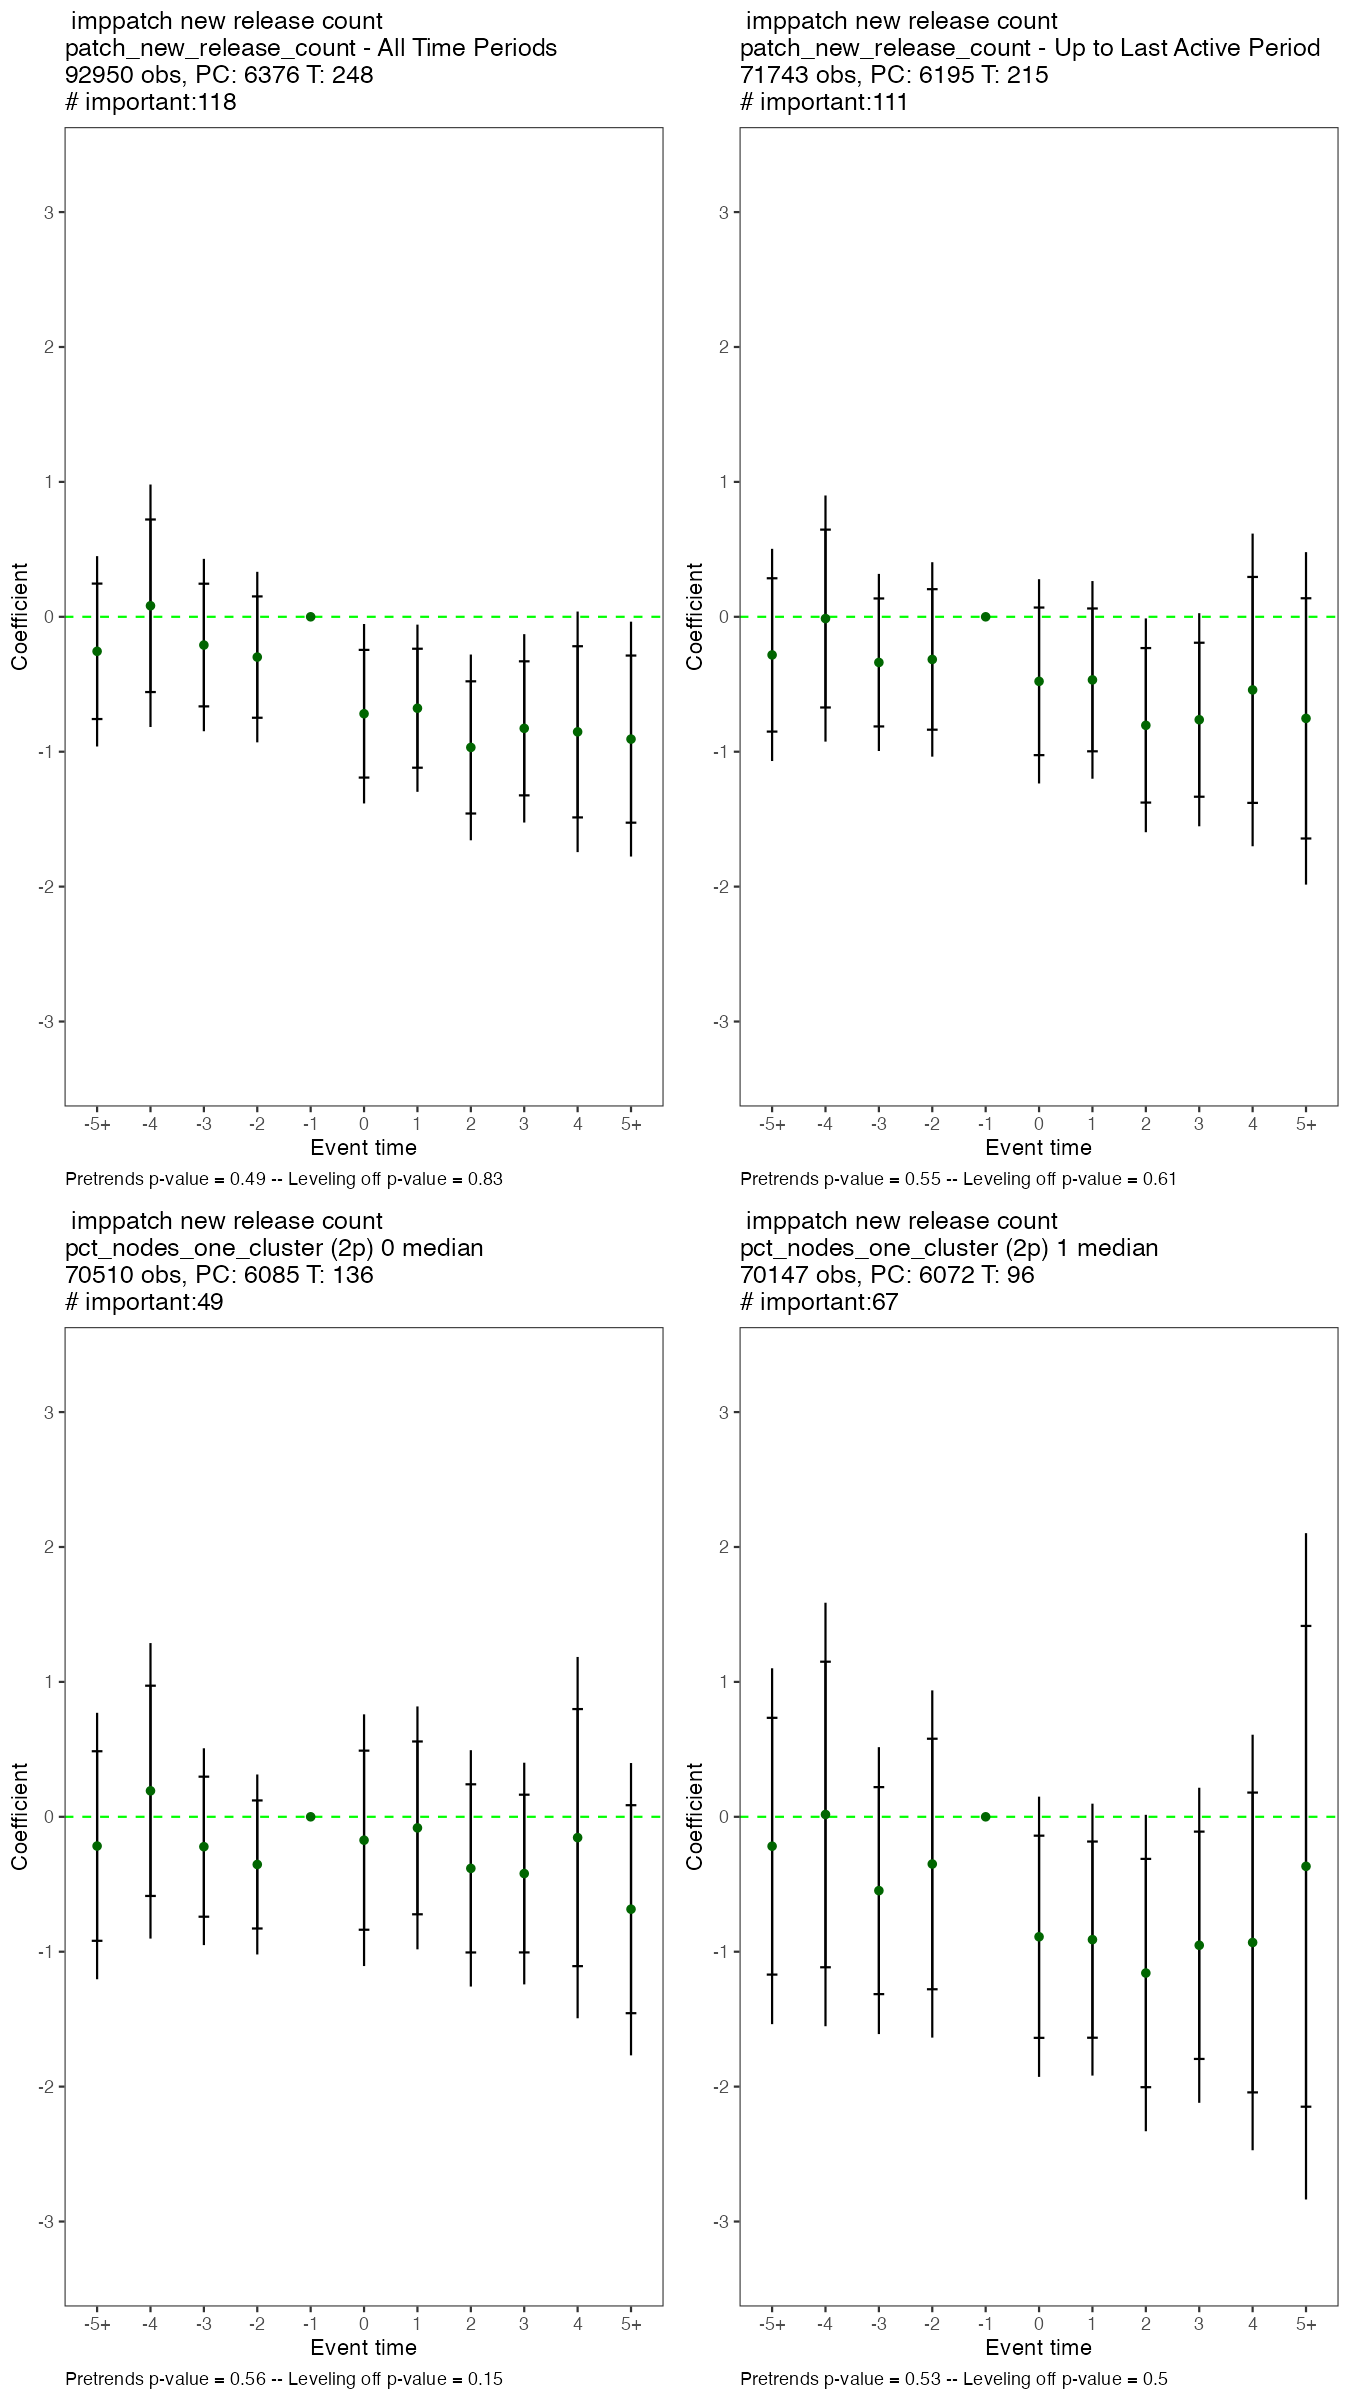 imppatch new release count
patch_new_release_count - All Time Periods
92950 obs, PC: 6376 T: 248
# important:118
3
2
1
0
-1
-2
-3
Coefficient
-5+ -4 -3 -2 -1 0 1 2 3 4 5+
Event time
Pretrends p-value = 0.49 -- Leveling off p-value = 0.83
imppatch new release count
patch_new_release_count - Up to Last Active Period
71743 obs, PC: 6195 T: 215
# important:111
3
2
1
0
-1
-2
-3
Coefficient
-5+ -4 -3 -2 -1 0 1 2 3 4 5+
Event time
Pretrends p-value = 0.55 -- Leveling off p-value = 0.61
imppatch new release count
pct_nodes_one_cluster (2p) 0 median
70510 obs, PC: 6085 T: 136
# important:49
3
2
1
0
-1
-2
-3
Coefficient
-5+ -4 -3 -2 -1 0 1 2 3 4 5+
Event time
Pretrends p-value = 0.56 -- Leveling off p-value = 0.15
imppatch new release count
pct_nodes_one_cluster (2p) 1 median
70147 obs, PC: 6072 T: 96
# important:67
3
2
1
0
-1
-2
-3
Coefficient
-5+ -4 -3 -2 -1 0 1 2 3 4 5+
Event time
Pretrends p-value = 0.53 -- Leveling off p-value = 0.5